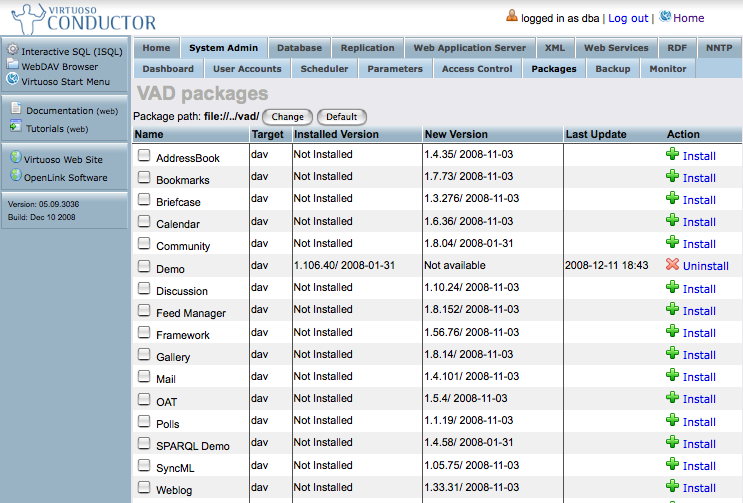 VIRTUOSO
CONDUCTOR
logged in as dba | Log out | Home
Interactive SQL (ISQL)
WebDAV Browser
Virtuoso Start Menu
Documentation (web)
Tutorials (web)
Virtuoso Web Site
OpenLink Software
Version: 05.09.3036
Build: Dec 10 2008
Home System Admin Database Replication Web Application Server XML Web Services RDF NNTP
Dashboard User Accounts Scheduler Parameters Access Control Packages Backup Monitor
VAD packages
Package path: file://../vad/ Change Default
Name Target Installed Version New Version Last Update Action
AddressBook dav Not Installed 1.4.35/ 2008-11-03 Install
Bookmarks dav Not Installed 1.7.73/ 2008-11-03 Install
Briefcase dav Not Installed 1.3.276/ 2008-11-03 Install
Calendar dav Not Installed 1.6.36/ 2008-11-03 Install
Community dav Not Installed 1.8.04/ 2008-01-31 Install
Demo dav 1.106.40/ 2008-01-31 Not available 2008-12-11 18:43 Uninstall
Discussion dav Not Installed 1.10.24/ 2008-11-03 Install
Feed Manager dav Not Installed 1.8.152/ 2008-11-03 Install
Framework dav Not Installed 1.56.76/ 2008-11-03 Install
Gallery dav Not Installed 1.8.14/ 2008-11-03 Install
Mail dav Not Installed 1.4.101/ 2008-11-03 Install
OAT dav Not Installed 1.5.4/ 2008-11-03 Install
Polls dav Not Installed 1.1.19/ 2008-11-03 Install
SPARQL Demo dav Not Installed 1.4.58/ 2008-01-31 Install
SyncML dav Not Installed 1.05.75/ 2008-11-03 Install
Weblog dav Not Installed 1.33.31/ 2008-11-03 Install